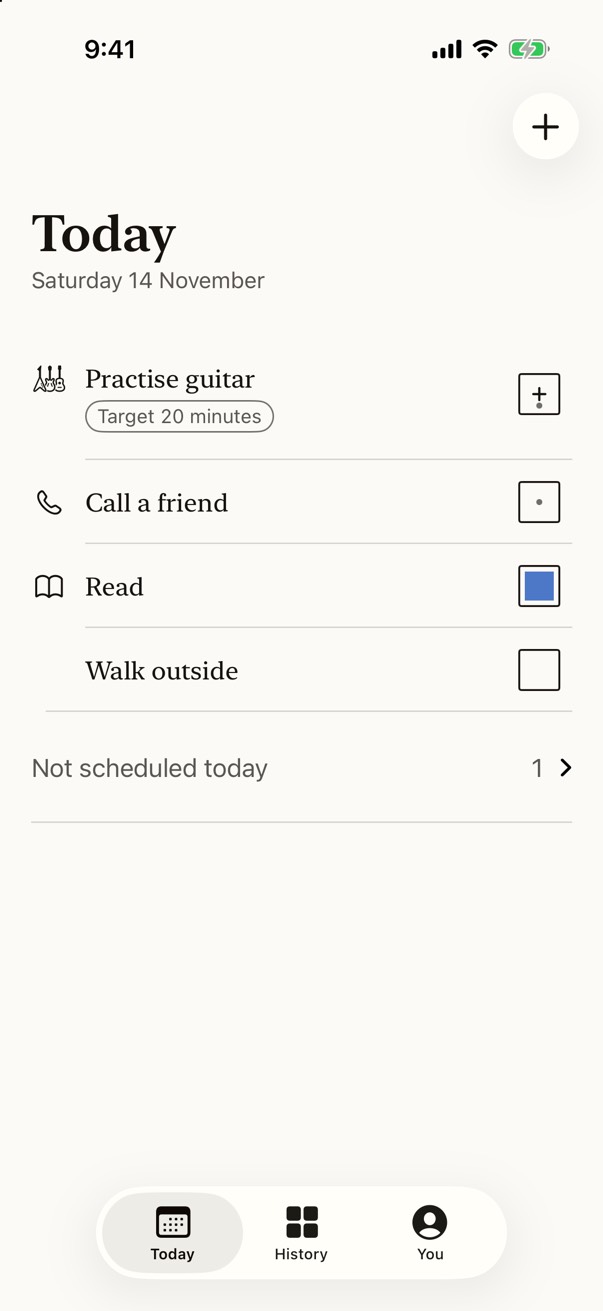 9:41
Today
Saturday 14 November
Practise guitar
Target 20 minutes
Call a friend
Read
Walk outside
Not scheduled today 1
Today History You